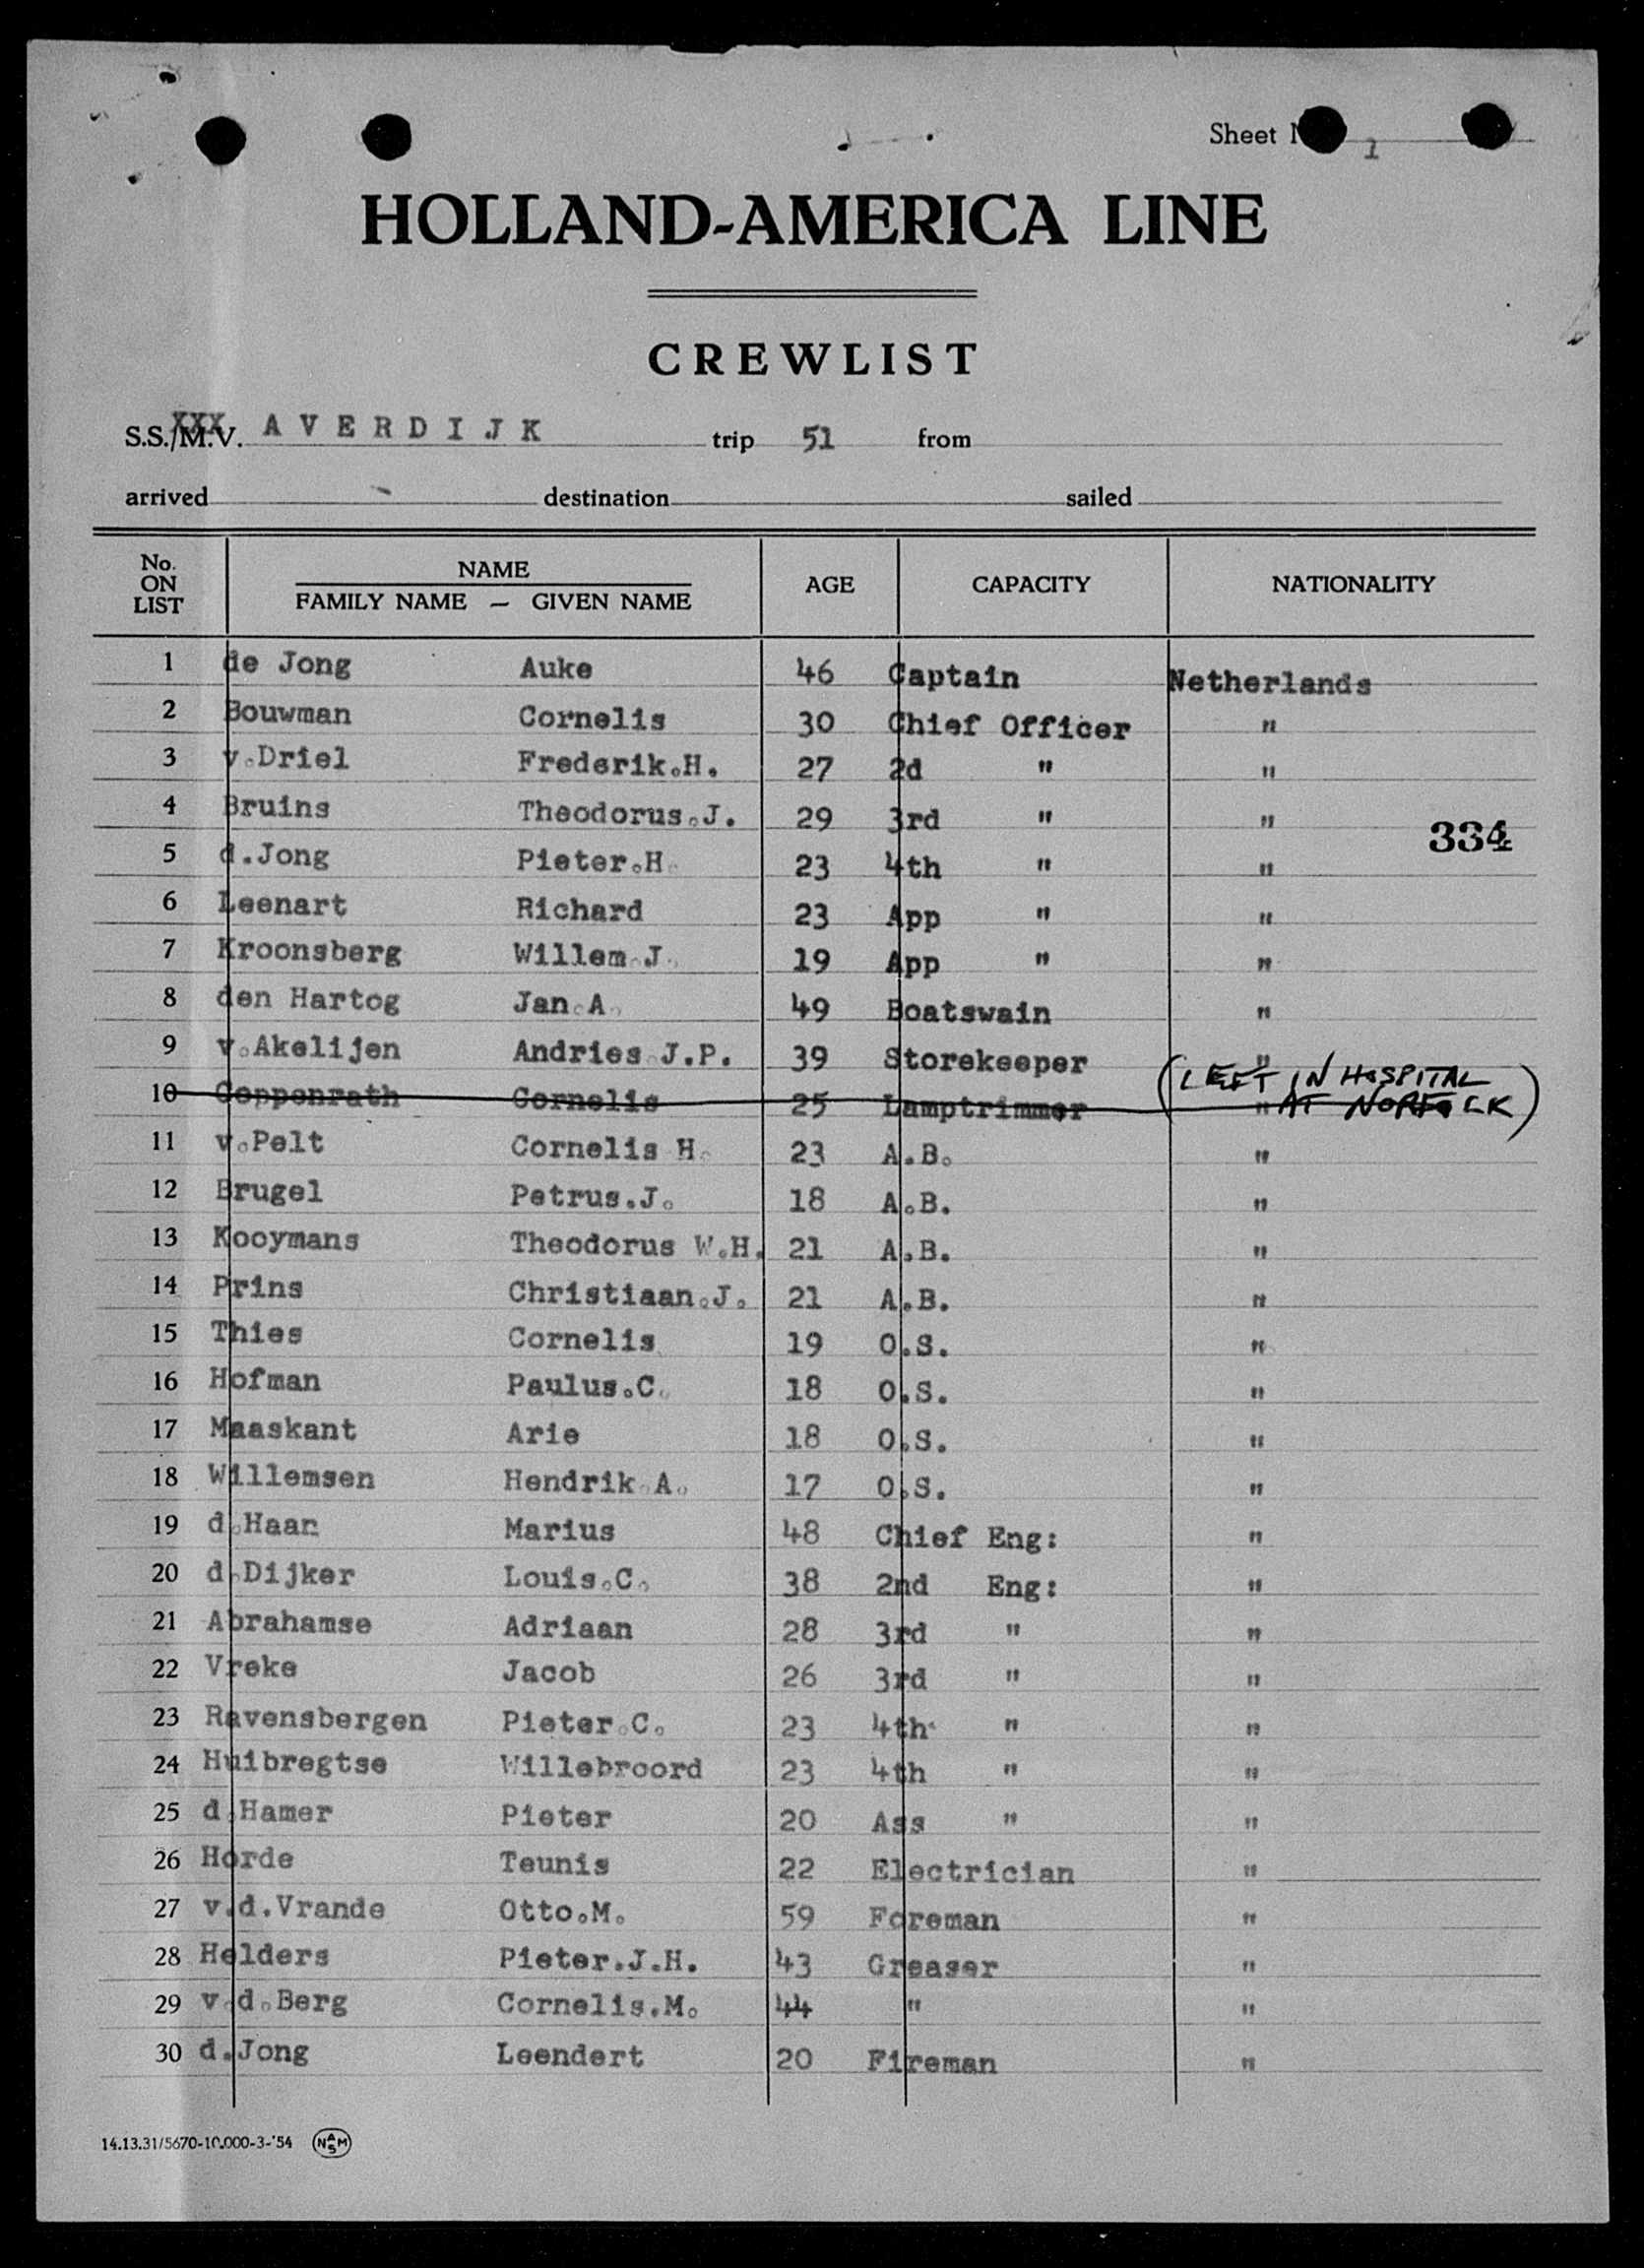 Sheet 1
HOLLAND-AMERICA LINE
CREWLIST
S.S./M.V. XXX AVERDIJK trip 51 from
arrived destination sailed
No. ON LIST NAME FAMILY NAME — GIVEN NAME AGE CAPACITY NATIONALITY
1 de Jong Auke 46 Captain Netherlands
2 Bouwman Cornelis 30 Chief Officer "
3 v.Driel Frederik.H. 27 2d " "
4 Bruins Theodorus.J. 29 3rd " "
334
5 d.Jong Pieter.H. 23 4th " "
6 Leenart Richard 23 App " "
7 Kroonsberg Willem.J. 19 App " "
8 den Hartog Jan.A. 49 Boatswain "
9 v.Akelijen Andries.J.P. 39 Storekeeper "
10 Coppenrath Cornelis 25 Lamptrimmer " (LEFT IN HOSPITAL AT NORFOLK)
11 v.Pelt Cornelis H. 23 A.B. "
12 Brugel Petrus.J. 18 A.B. "
13 Kooymans Theodorus W.H. 21 A.B. "
14 Prins Christiaan.J. 21 A.B. "
15 Thies Cornelis 19 O.S. "
16 Hofman Paulus.C. 18 O.S. "
17 Maaskant Arie 18 O.S. "
18 Willemsen Hendrik.A. 17 O.S. "
19 d.Haan Marius 48 Chief Eng: "
20 d.Dijker Louis.C. 38 2nd Eng: "
21 Abrahamse Adriaan 28 3rd " "
22 Vreke Jacob 26 3rd " "
23 Ravensbergen Pieter.C. 23 4th " "
24 Huibregtse Willebroord 23 4th " "
25 d.Hamer Pieter 20 Ass " "
26 Horde Teunis 22 Electrician "
27 v.d.Vrande Otto.M. 59 Foreman "
28 Helders Pieter.J.H. 43 Greaser "
29 v.d.Berg Cornelis.M. 44 " "
30 d.Jong Leendert 20 Fireman "
14.13.31/5670-10.000-3-'54 NASM